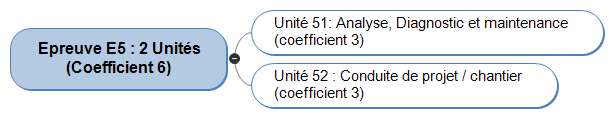 Epreuve E5 : 2 Unités
(Coefficient 6)
Unité 51: Analyse, Diagnostic et maintenance
(coefficient 3)
Unité 52 : Conduite de projet / chantier
(coefficient 3)